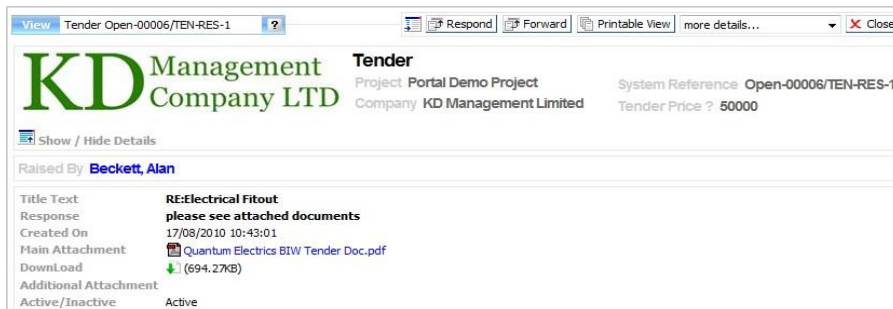 View Tender Open-00006/TEN-RES-1 ? Respond Forward Printable View more details... Close
KD Management Company LTD
Tender
Project Portal Demo Project System Reference Open-00006/TEN-RES-1
Company KD Management Limited Tender Price ? 50000
Show / Hide Details
Raised By Beckett, Alan
Title Text RE:Electrical Fitout
Response please see attached documents
Created On 17/08/2010 10:43:01
Main Attachment Quantum Electrics BIW Tender Doc.pdf
DownLoad (694.27KB)
Additional Attachment
Active/Inactive Active